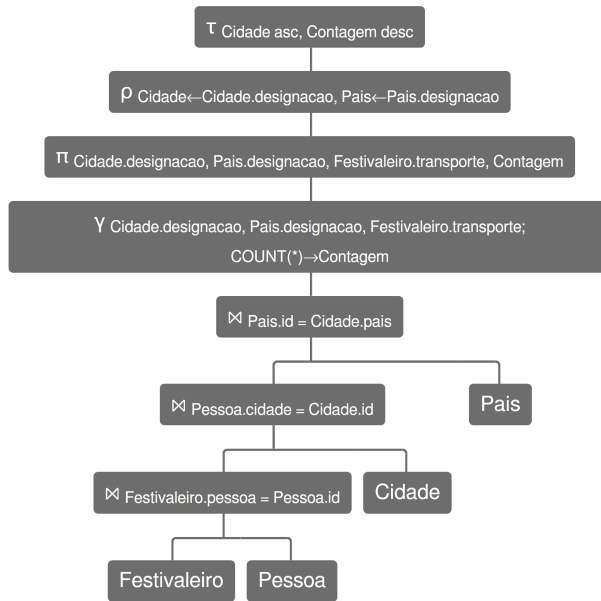 τ Cidade asc, Contagem desc
ρ Cidade←Cidade.designacao, Pais←Pais.designacao
π Cidade.designacao, Pais.designacao, Festivaleiro.transporte, Contagem
γ Cidade.designacao, Pais.designacao, Festivaleiro.transporte;
COUNT(*)→Contagem
⋈ Pais.id = Cidade.pais
⋈ Pessoa.cidade = Cidade.id
Pais
⋈ Festivaleiro.pessoa = Pessoa.id
Cidade
Festivaleiro
Pessoa